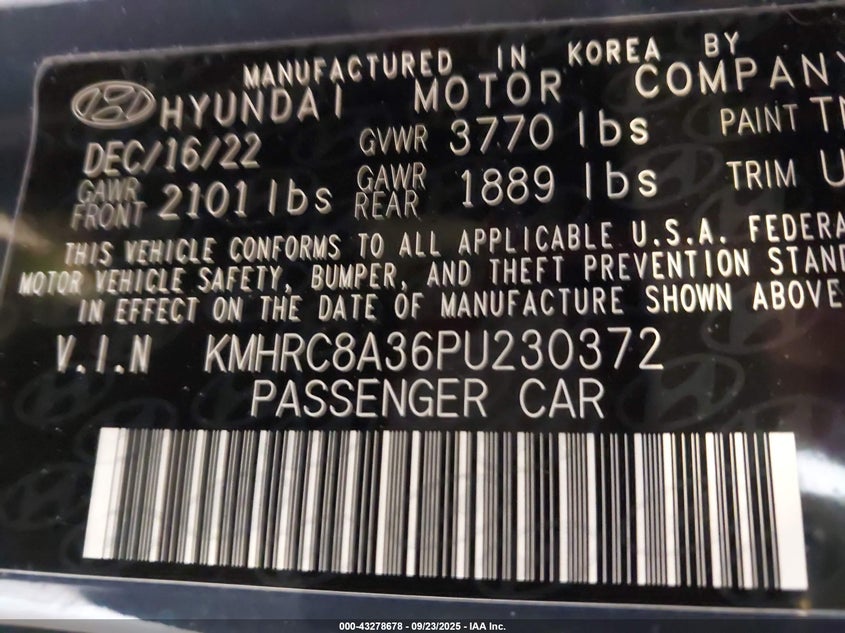 MANUFACTURED IN KOREA BY
HYUNDAI MOTOR COMPANY
DEC/16/22 GVWR 3770 lbs PAINT
GAWR FRONT 2101 lbs GAWR REAR 1889 lbs TRIM
THIS VEHICLE CONFORMS TO ALL APPLICABLE U.S.A.
MOTOR VEHICLE SAFETY, BUMPER, AND THEFT PREVENTION
IN EFFECT ON THE DATE OF MANUFACTURE SHOWN ABOVE
V.I.N KMHRC8A36PU230372
PASSENGER CAR
000-43278678 - 09/23/2025 - IAA Inc.